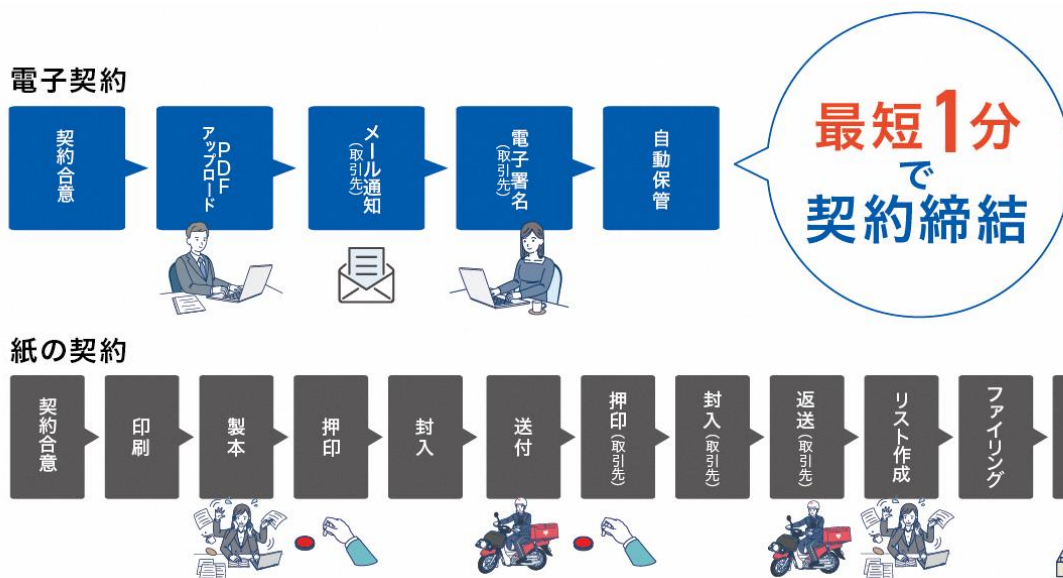 電子契約
契約合意
PDF
アップロード
メール通知
(取引先)
電子署名
(取引先)
自動保管
最短1分
で
契約締結
紙の契約
契約合意
印刷
製本
押印
封入
送付
押印(取引先)
封入(取引先)
返送(取引先)
リスト作成
ファイリング